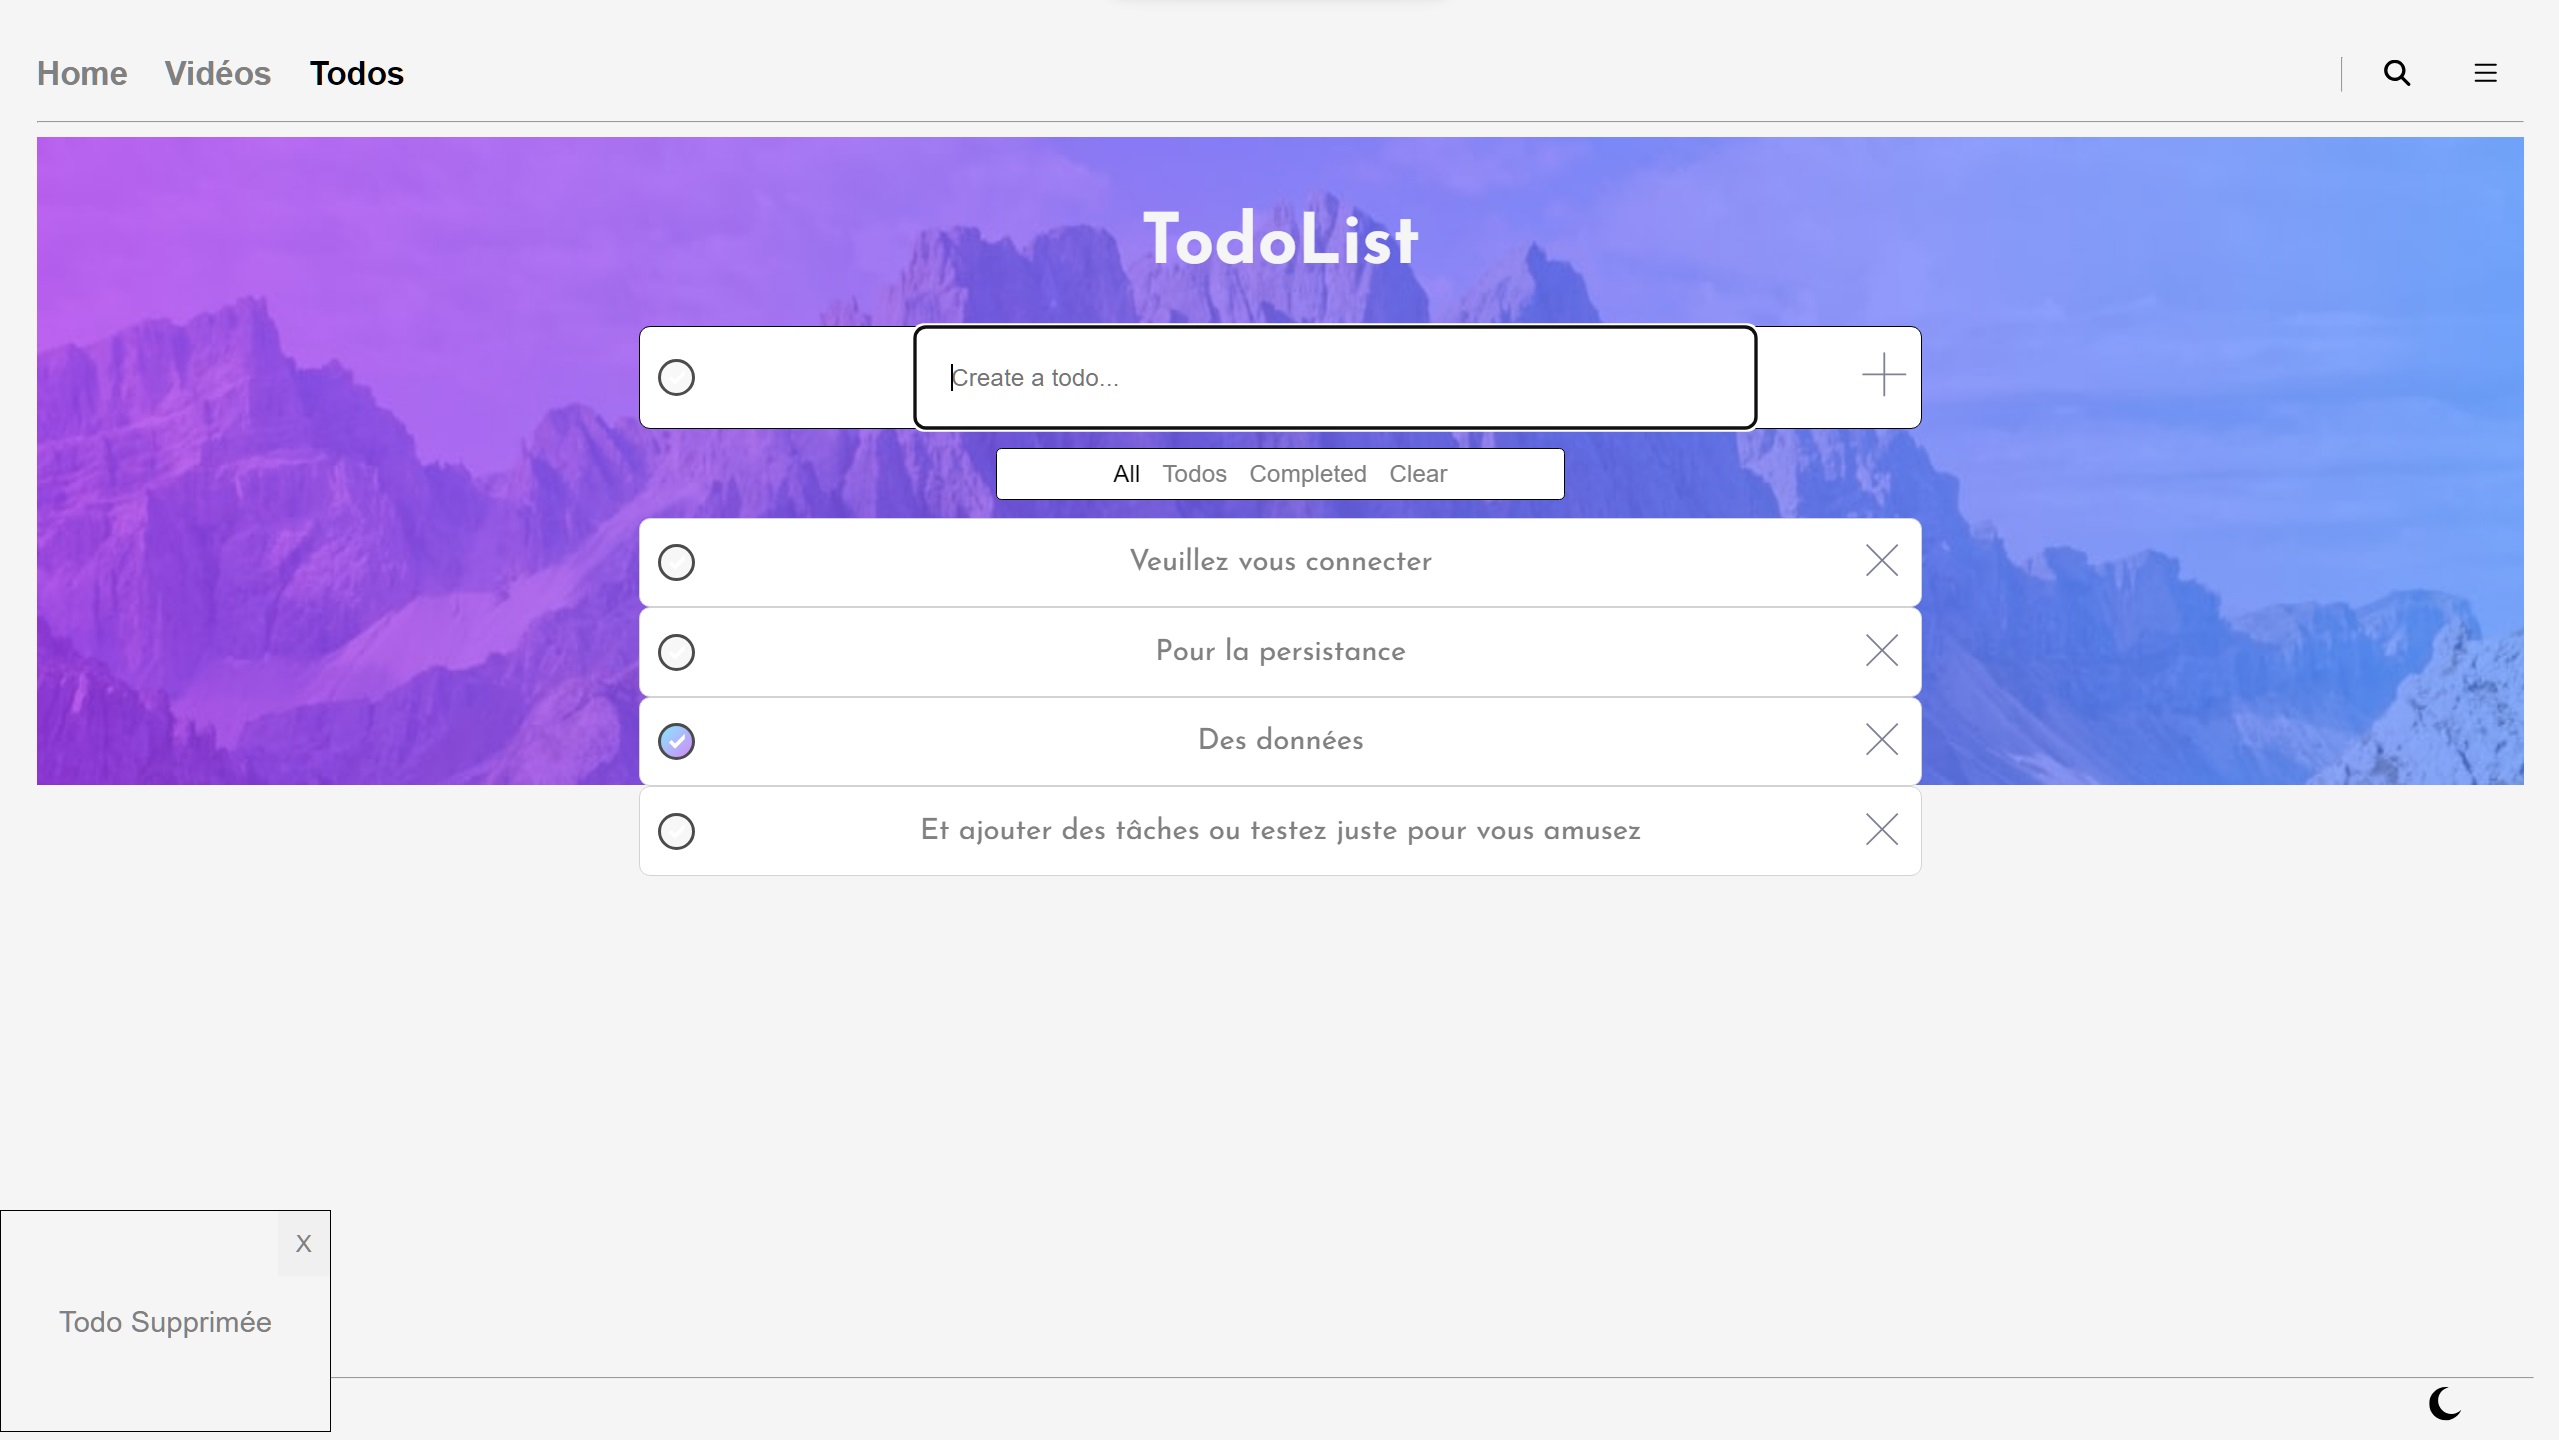 Home Vidéos Todos
TodoList
Create a todo...
All Todos Completed Clear
Veuillez vous connecter
Pour la persistance
Des données
Et ajouter des tâches ou testez juste pour vous amusez
X
Todo Supprimée